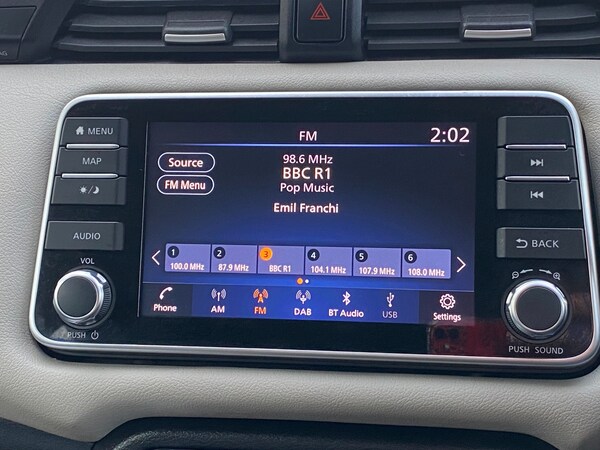 MENU
MAP
AUDIO
VOL
PUSH
FM
2:02
Source
FM Menu
98.6 MHz
BBC R1
Pop Music
Emil Franchi
1 2 3 4 5 6
100.0 MHz 87.9 MHz BBC R1 104.1 MHz 107.9 MHz 108.0 MHz
Phone AM FM DAB BT Audio USB Settings
BACK
PUSH SOUND